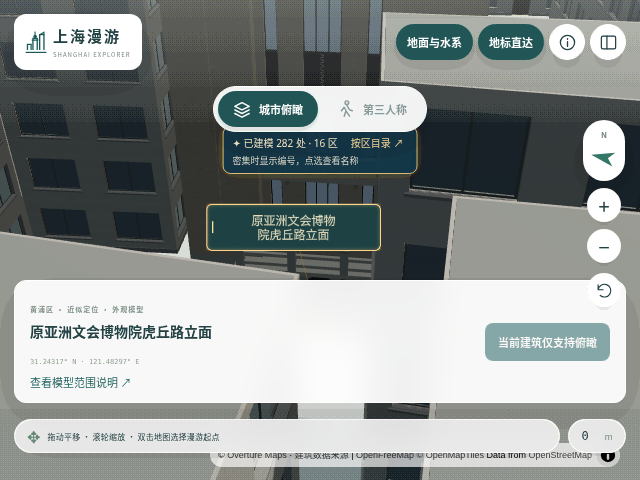 上海漫游
SHANGHAI EXPLORER
地面与水系
地标直达
城市俯瞰
第三人称
✦ 已建模 282 处 · 16 区 按区目录 ↗
密集时显示编号，点选查看名称
N
原亚洲文会博物
院虎丘路立面
+
−
黄浦区 · 近似定位 · 外观模型
原亚洲文会博物院虎丘路立面
31.24317° N · 121.48297° E
查看模型范围说明 ↗
当前建筑仅支持俯瞰
拖动平移 · 滚轮缩放 · 双击地图选择漫游起点
0 m
© Overture Maps · 建筑数据来源 | OpenFreeMap © OpenMapTiles Data from OpenStreetMap